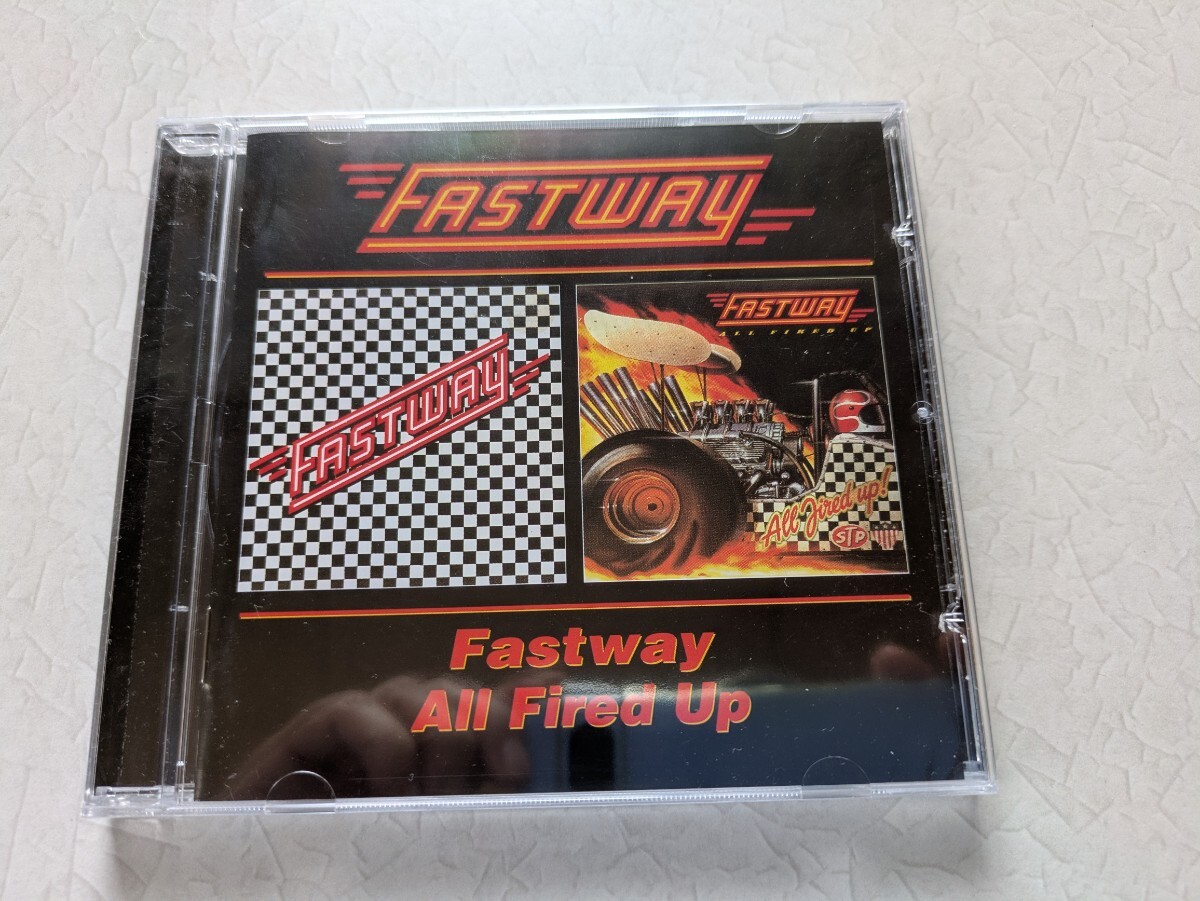 FASTWAY
FASTWAY
FASTWAY
ALL FIRED UP
All fired up!
STP
Fastway
All Fired Up